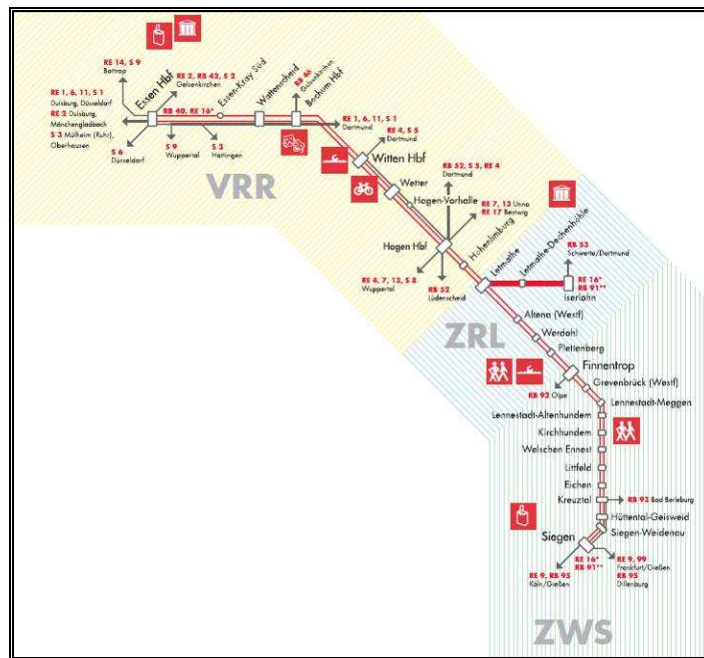 RE 14, S 9
Bottrop
RE 2, RB 42, S 2
Gelsenkirchen
Essen Hbf
Essen-Kray Süd
Wattenscheid
Bochum Hbf
RB 46
Gelsenkirchen
RE 1, 6, 11, S 1
Duisburg, Düsseldorf
RE 2 Duisburg,
Mönchengladbach
S 3 Mülheim (Ruhr),
Oberhausen
RB 40, RE 16*
RE 1, 6, 11, S 1
Dortmund
S 6
Düsseldorf
S 9
Wuppertal
S 3
Hattingen
RE 4, S 5
Dortmund
Witten Hbf
VRR
Wetter
RB 52, S 5, RE 4
Dortmund
Hagen-Vorhalle
RE 7, 13 Unna
RE 17 Bestwig
Hagen Hbf
Hohenlimburg
RE 4, 7, 13, S 8
Wuppertal
RB 52
Lüdenscheid
Letmathe
Letmathe-Dechenhöhle
RB 53
Schwerte/Dortmund
RE 16*
RB 91**
Iserlohn
ZRL
Altena (Westf)
Werdohl
Plettenberg
Finnentrop
RB 92 Olpe
Grevenbrück (Westf)
Lennestadt-Meggen
Lennestadt-Altenhundem
Kirchhundem
Welschen Ennest
Littfeld
Eichen
Kreuztal
RB 93 Bad Berleburg
Hüttental-Geisweid
Siegen-Weidenau
Siegen
RE 16*
RB 91**
RE 9, RB 95
Köln/Gießen
RE 9, 99
Frankfurt/Gießen
RB 95
Dillenburg
ZWS